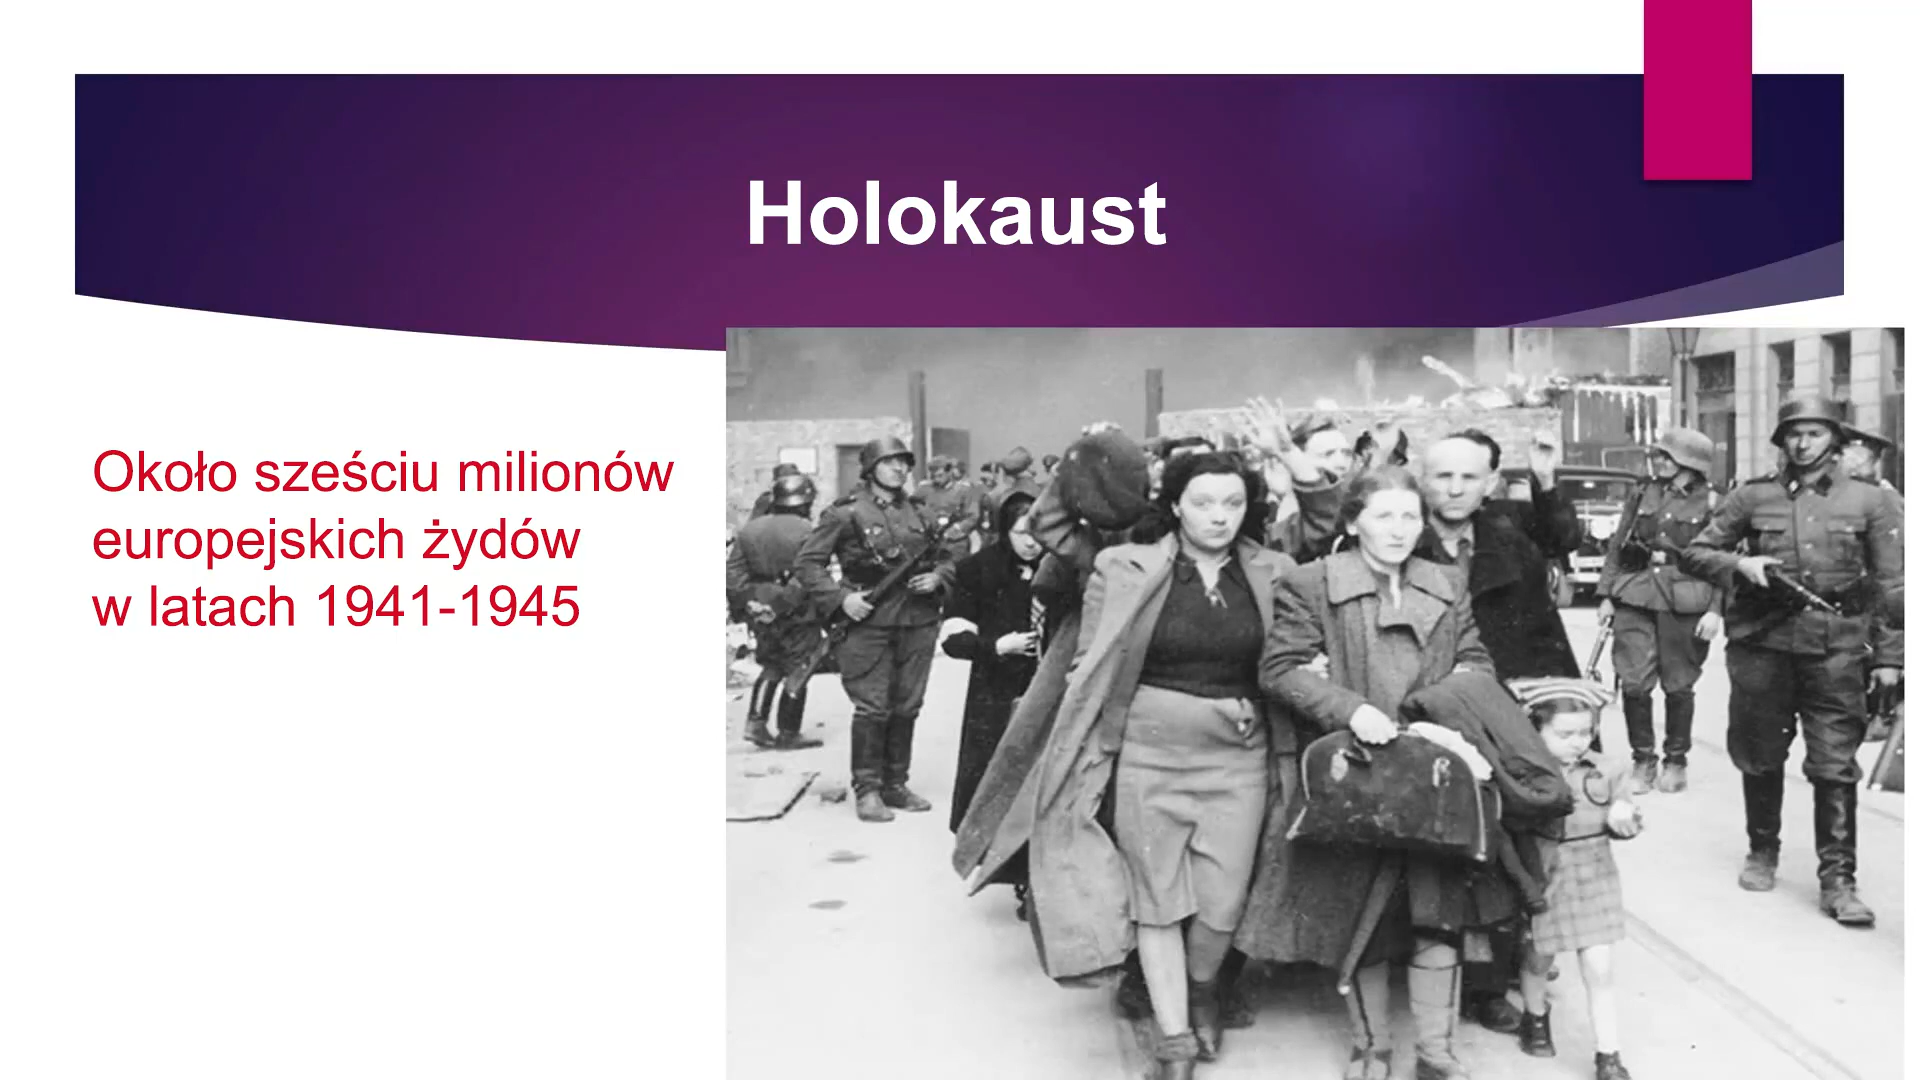 Holokaust
Około sześciu milionów
europejskich żydów
w latach 1941-1945